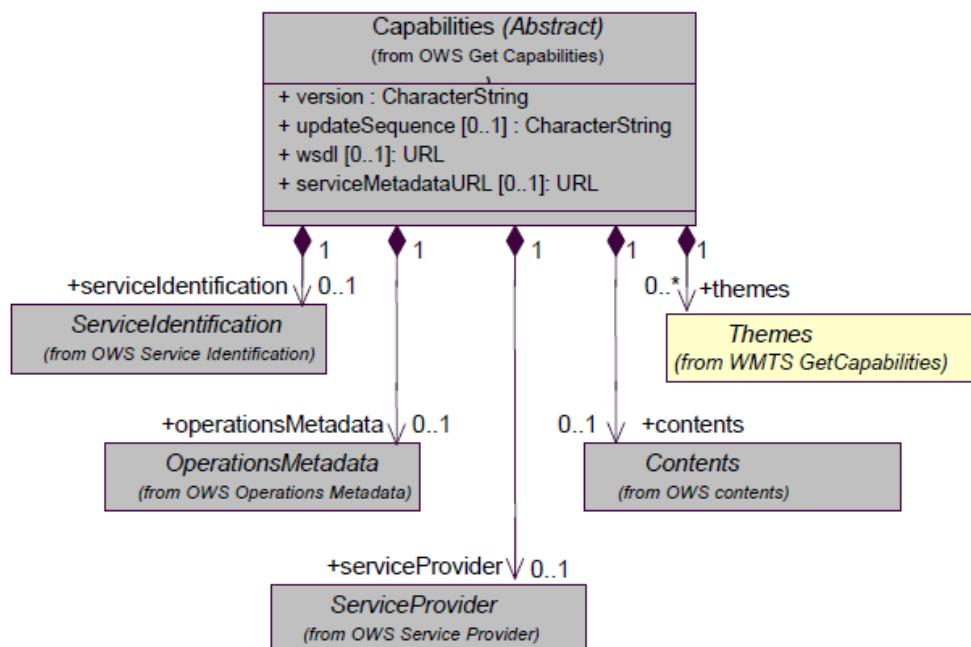 Capabilities (Abstract)
(from OWS Get Capabilities)
)
+ version : CharacterString
+ updateSequence [0..1] : CharacterString
+ wsdl [0..1]: URL
+ serviceMetadataURL [0..1]: URL
1 1 1 1 1
+serviceIdentification 0..1
0..* +themes
ServiceIdentification
(from OWS Service Identification)
Themes
(from WMTS GetCapabilities)
+operationsMetadata 0..1
0..1 +contents
OperationsMetadata
(from OWS Operations Metadata)
Contents
(from OWS contents)
+serviceProvider 0..1
ServiceProvider
(from OWS Service Provider)